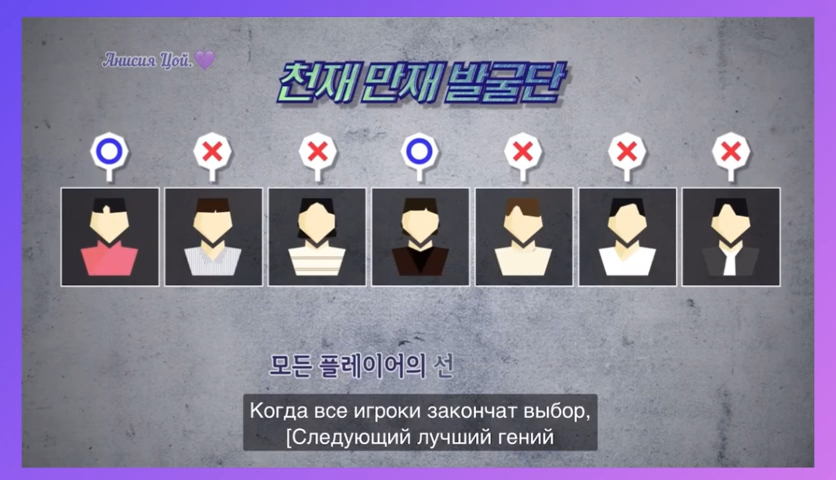 Анисия Цой.💜
천재 만재 발굴단
모든 플레이어의 선
Когда все игроки закончат выбор,
[Следующий лучший гений